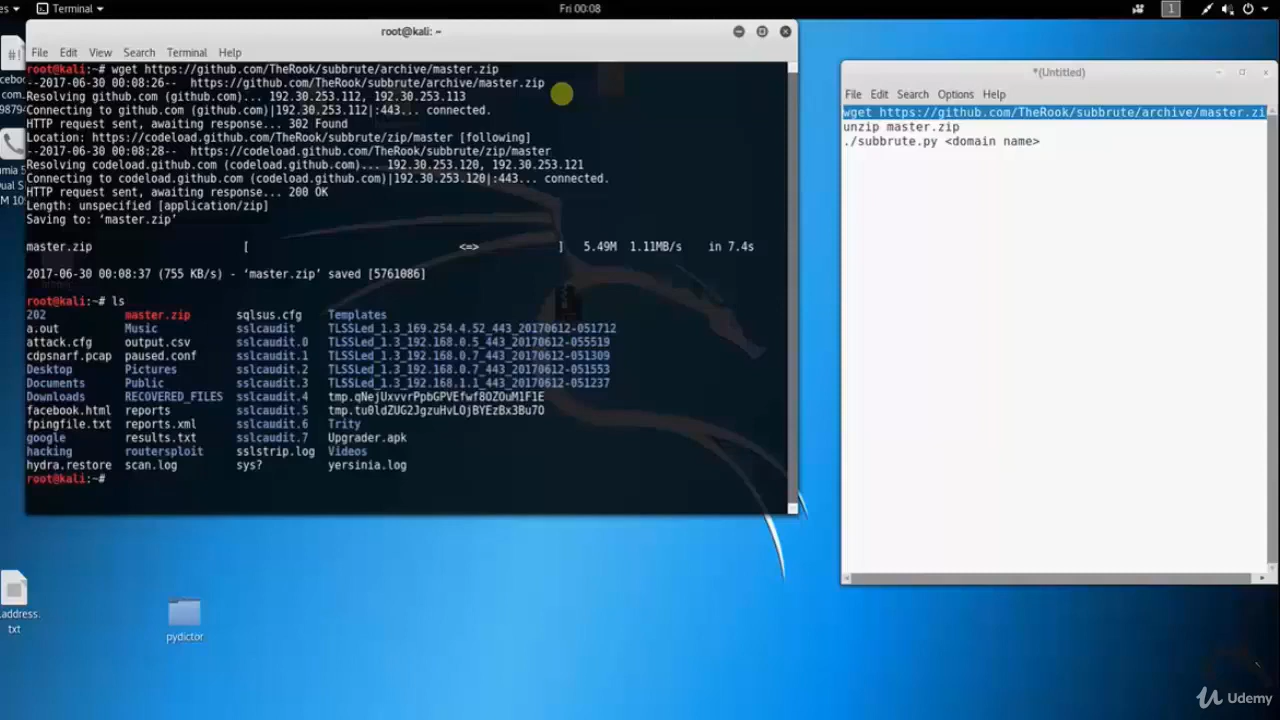 es Terminal Fri 00:08 1
root@kali: ~
File Edit View Search Terminal Help
root@kali:~# wget https://github.com/TheRook/subbrute/archive/master.zip
--2017-06-30 00:08:26-- https://github.com/TheRook/subbrute/archive/master.zip
Resolving github.com (github.com)... 192.30.253.112, 192.30.253.113
Connecting to github.com (github.com)|192.30.253.112|:443... connected.
HTTP request sent, awaiting response... 302 Found
Location: https://codeload.github.com/TheRook/subbrute/zip/master [following]
--2017-06-30 00:08:28-- https://codeload.github.com/TheRook/subbrute/zip/master
Resolving codeload.github.com (codeload.github.com)... 192.30.253.120, 192.30.253.121
Connecting to codeload.github.com (codeload.github.com)|192.30.253.120|:443... connected.
HTTP request sent, awaiting response... 200 OK
Length: unspecified [application/zip]
Saving to: ‘master.zip’
master.zip [ <=> ] 5.49M 1.11MB/s in 7.4s
2017-06-30 00:08:37 (755 KB/s) - ‘master.zip’ saved [5761086]
root@kali:~# ls
202 master.zip sqlsus.cfg Templates
a.out Music sslcaudit TLSSLed_1.3_169.254.4.52_443_20170612-051712
attack.cfg output.csv sslcaudit.0 TLSSLed_1.3_192.168.0.5_443_20170612-055519
cdpsnarf.pcap paused.conf sslcaudit.1 TLSSLed_1.3_192.168.0.7_443_20170612-051309
Desktop Pictures sslcaudit.2 TLSSLed_1.3_192.168.0.7_443_20170612-051553
Documents Public sslcaudit.3 TLSSLed_1.3_192.168.1.1_443_20170612-051237
Downloads RECOVERED_FILES sslcaudit.4 tmp.qNejUxvvrPpbGPVEfwf8OZOuM1F1E
facebook.html reports sslcaudit.5 tmp.tu0ldZUG2JgzuHvLOjBYEzBx3Bu7O
fpingfile.txt reports.xml sslcaudit.6 Trity
google results.txt sslcaudit.7 Upgrader.apk
hacking routersploit sslstrip.log Videos
hydra.restore scan.log sys? yersinia.log
root@kali:~#
*(Untitled)
File Edit Search Options Help
wget https://github.com/TheRook/subbrute/archive/master.zi
unzip master.zip
./subbrute.py <domain name>
#!
cebo
com_
9874
umia 5
Dual S
M 10
address.
txt
pydictor
Udemy